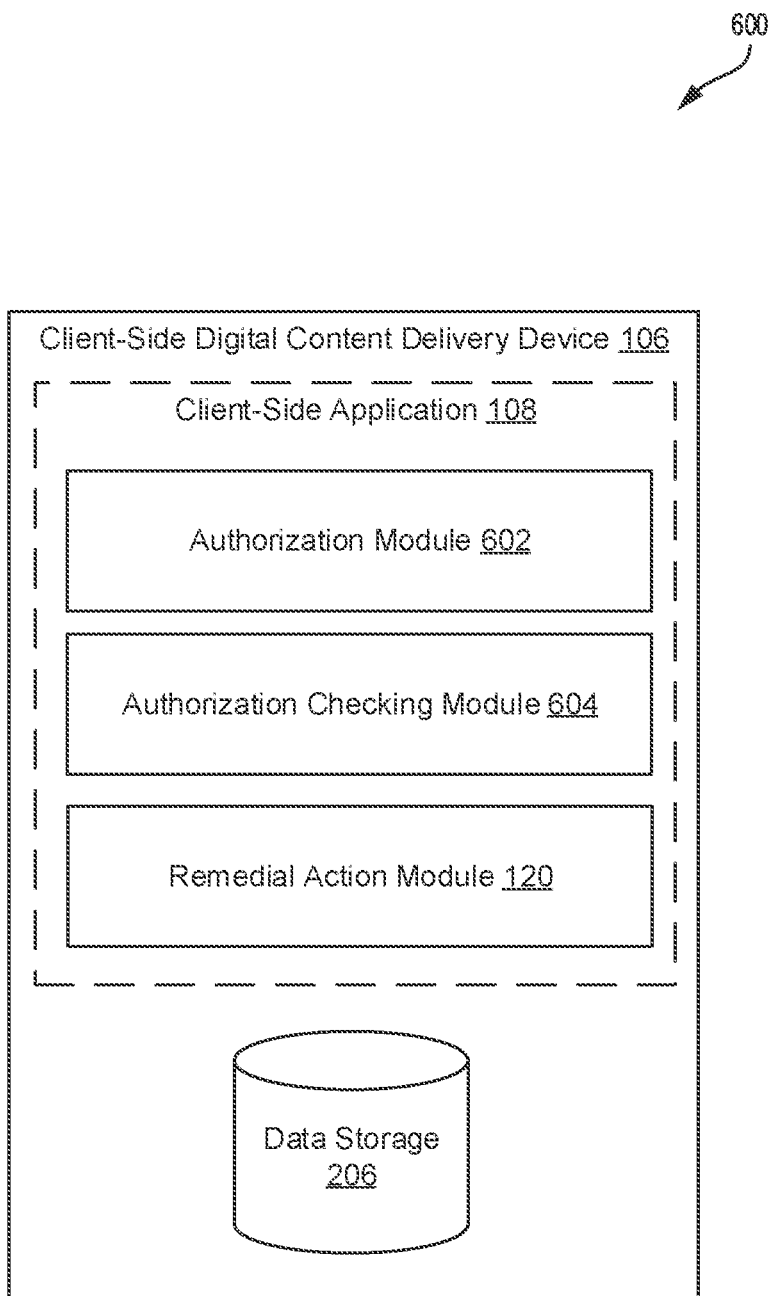 600
Client-Side Digital Content Delivery Device 106
Client-Side Application 108
Authorization Module 602
Authorization Checking Module 604
Remedial Action Module 120
Data Storage
206